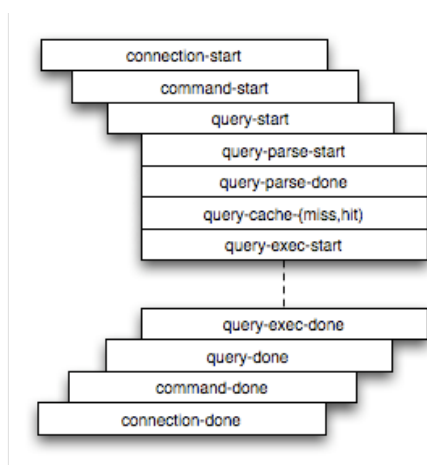 connection-start
command-start
query-start
query-parse-start
query-parse-done
query-cache-{miss,hit)
query-exec-start
query-exec-done
query-done
command-done
connection-done